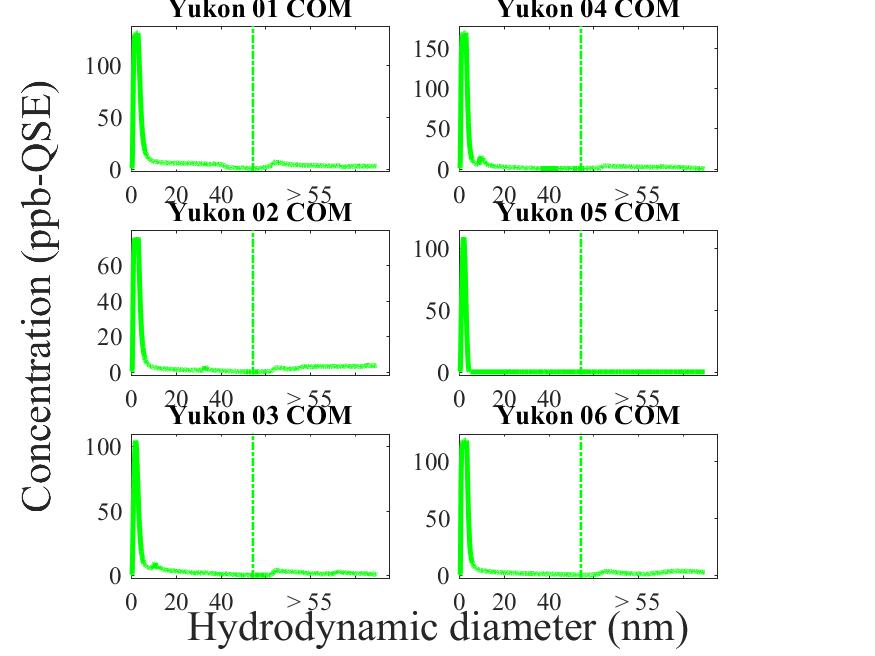 Yukon 01 COM
Yukon 04 COM
100
50
0
0 20 40 > 55
150
100
50
0
0 20 40 > 55
Yukon 02 COM
Yukon 05 COM
60
40
20
0
0 20 40 > 55
100
50
0
0 20 40 > 55
Yukon 03 COM
Yukon 06 COM
100
50
0
0 20 40 > 55
100
50
0
0 20 40 > 55
Concentration (ppb-QSE)
Hydrodynamic diameter (nm)